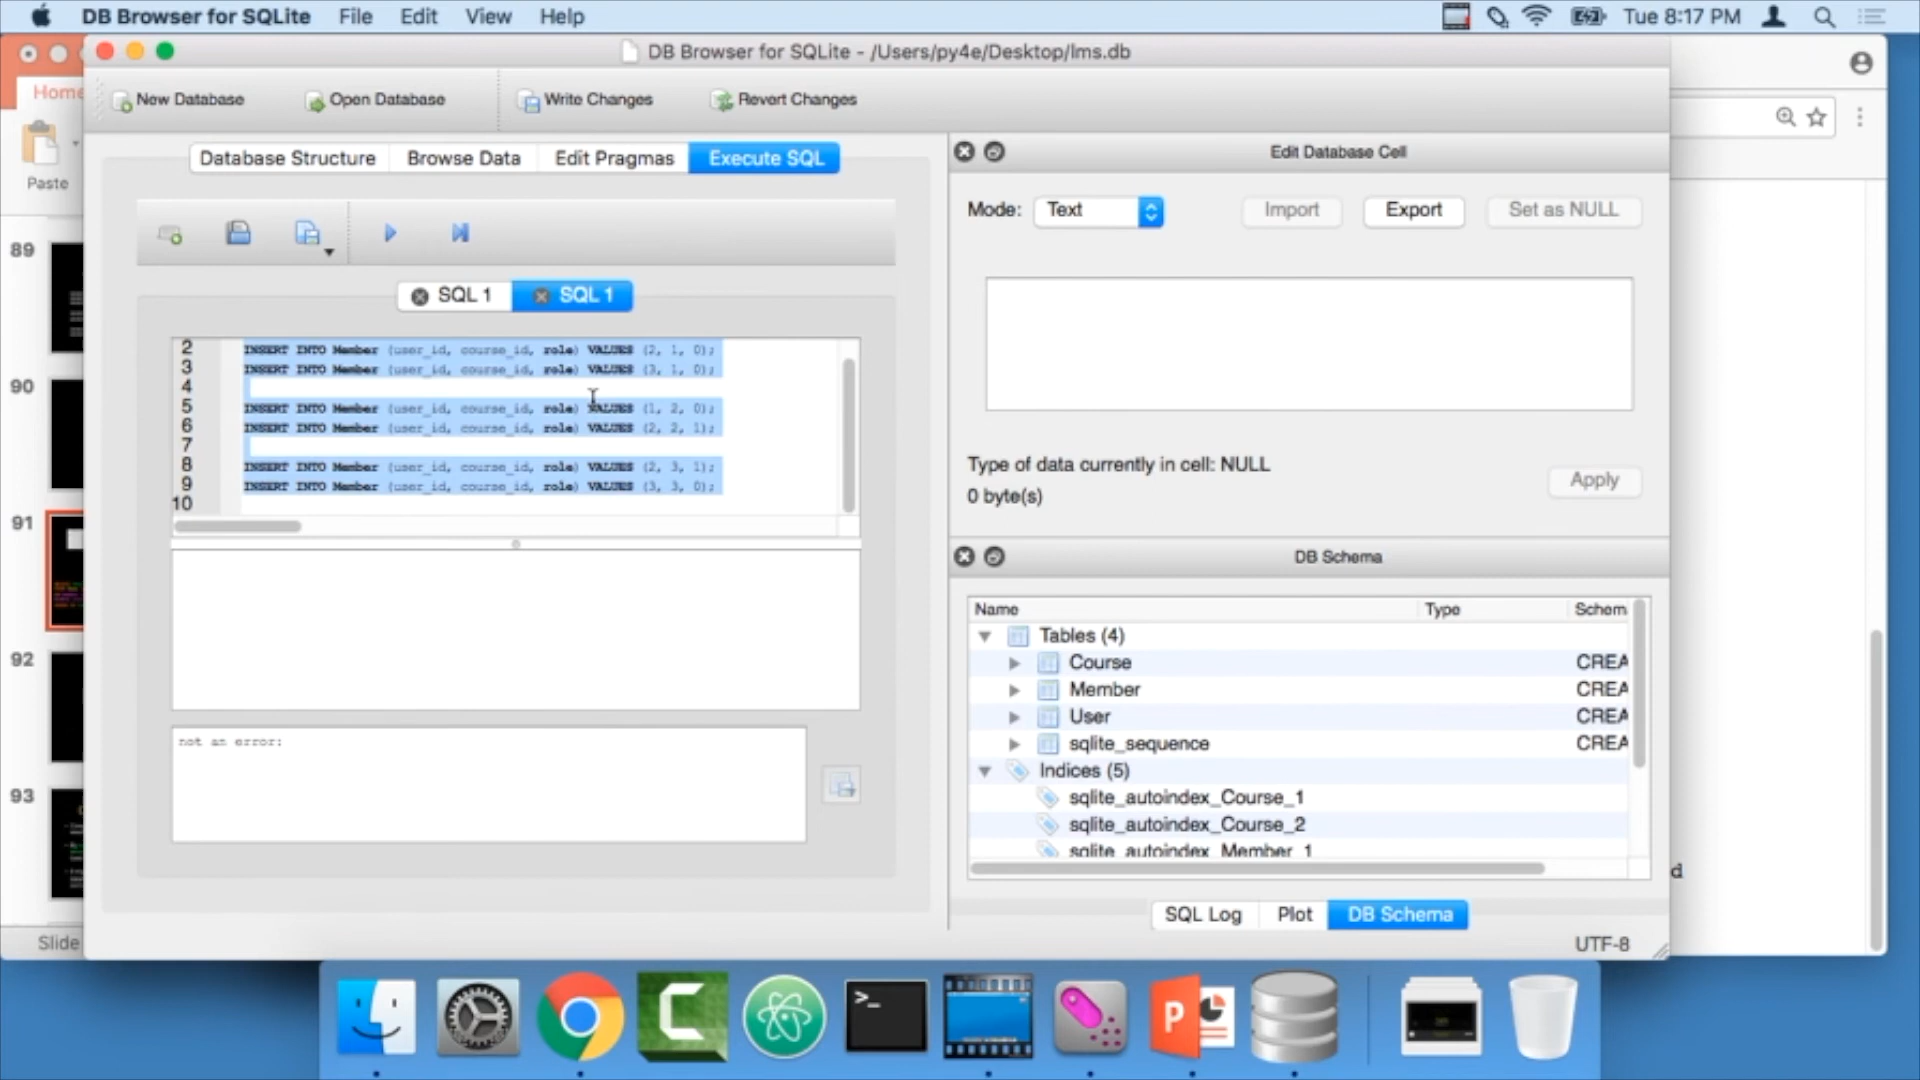 DB Browser for SQLite File Edit View Help Tue 8:17 PM
DB Browser for SQLite - /Users/py4e/Desktop/lms.db
Home
New Database Open Database Write Changes Revert Changes
Paste
Database Structure Browse Data Edit Pragmas Execute SQL
Edit Database Cell
Mode: Text Import Export Set as NULL
SQL 1 SQL 1
2 INSERT INTO Member (user_id, course_id, role) VALUES (2, 1, 0);
3 INSERT INTO Member (user_id, course_id, role) VALUES (3, 1, 0);
4
5 INSERT INTO Member (user_id, course_id, role) VALUES (1, 2, 0);
6 INSERT INTO Member (user_id, course_id, role) VALUES (2, 2, 1);
7
8 INSERT INTO Member (user_id, course_id, role) VALUES (2, 3, 1);
9 INSERT INTO Member (user_id, course_id, role) VALUES (3, 3, 0);
10
not an error:
Type of data currently in cell: NULL
0 byte(s)
Apply
DB Schema
Name Type Schem
Tables (4)
Course CREA
Member CREA
User CREA
sqlite_sequence CREA
Indices (5)
sqlite_autoindex_Course_1
sqlite_autoindex_Course_2
sqlite_autoindex_Member_1
SQL Log Plot DB Schema
UTF-8
89
90
91
92
93
Slide
d
>_
C
P